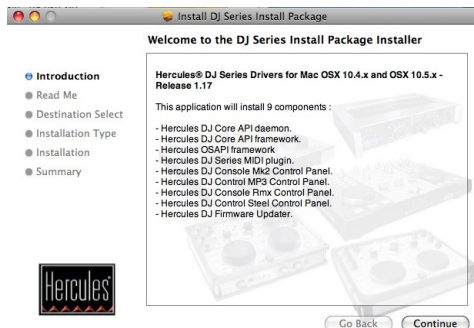 Install DJ Series Install Package
Welcome to the DJ Series Install Package Installer
Introduction
Read Me
Destination Select
Installation Type
Installation
Summary
Hercules® DJ Series Drivers for Mac OSX 10.4.x and OSX 10.5.x -
Release 1.17
This application will install 9 components :
- Hercules DJ Core API daemon.
- Hercules DJ Core API framework.
- Hercules OSAPI framework
- Hercules DJ Series MIDI plugin.
- Hercules DJ Console Mk2 Control Panel.
- Hercules DJ Control MP3 Control Panel.
- Hercules DJ Console Rmx Control Panel.
- Hercules DJ Control Steel Control Panel.
- Hercules DJ Firmware Updater.
Hercules
Go Back
Continue